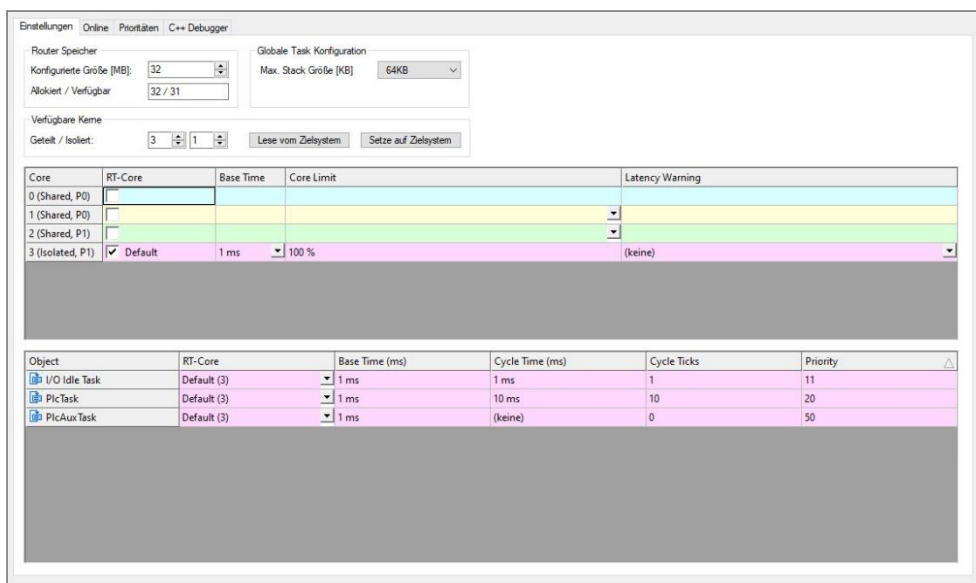 Einstellungen Online Prioritäten C++ Debugger
Router Speicher Globale Task Konfiguration
Konfigurierte Größe [MB]: 32 Max. Stack Größe [KB] 64KB
Allokiert / Verfügbar 32 / 31
Verfügbare Kerne
Geteilt / Isoliert: 3 1 Lese vom Zielsystem Setze auf Zielsystem
Core RT-Core Base Time Core Limit Latency Warning
0 (Shared, P0)
1 (Shared, P0)
2 (Shared, P1)
3 (Isolated, P1) Default 1 ms 100 % (keine)
Object RT-Core Base Time (ms) Cycle Time (ms) Cycle Ticks Priority
I/O Idle Task Default (3) 1 ms 1 ms 1 11
PlcTask Default (3) 1 ms 10 ms 10 20
PlcAuxTask Default (3) 1 ms (keine) 0 50